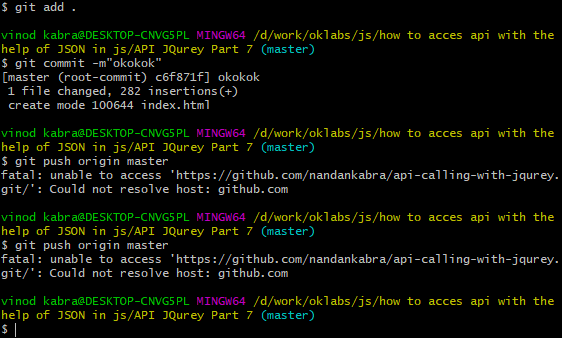 $ git add .
vinod kabra@DESKTOP-CNVG5PL MINGW64 /d/work/oklabs/js/how to acces api with the
help of JSON in js/API JQurey Part 7 (master)
$ git commit -m"okokok"
[master (root-commit) c6f871f] okokok
 1 file changed, 282 insertions(+)
 create mode 100644 index.html
vinod kabra@DESKTOP-CNVG5PL MINGW64 /d/work/oklabs/js/how to acces api with the
help of JSON in js/API JQurey Part 7 (master)
$ git push origin master
fatal: unable to access 'https://github.com/nandankabra/api-calling-with-jqurey.
git/': Could not resolve host: github.com
vinod kabra@DESKTOP-CNVG5PL MINGW64 /d/work/oklabs/js/how to acces api with the
help of JSON in js/API JQurey Part 7 (master)
$ git push origin master
fatal: unable to access 'https://github.com/nandankabra/api-calling-with-jqurey.
git/': Could not resolve host: github.com
vinod kabra@DESKTOP-CNVG5PL MINGW64 /d/work/oklabs/js/how to acces api with the
help of JSON in js/API JQurey Part 7 (master)
$